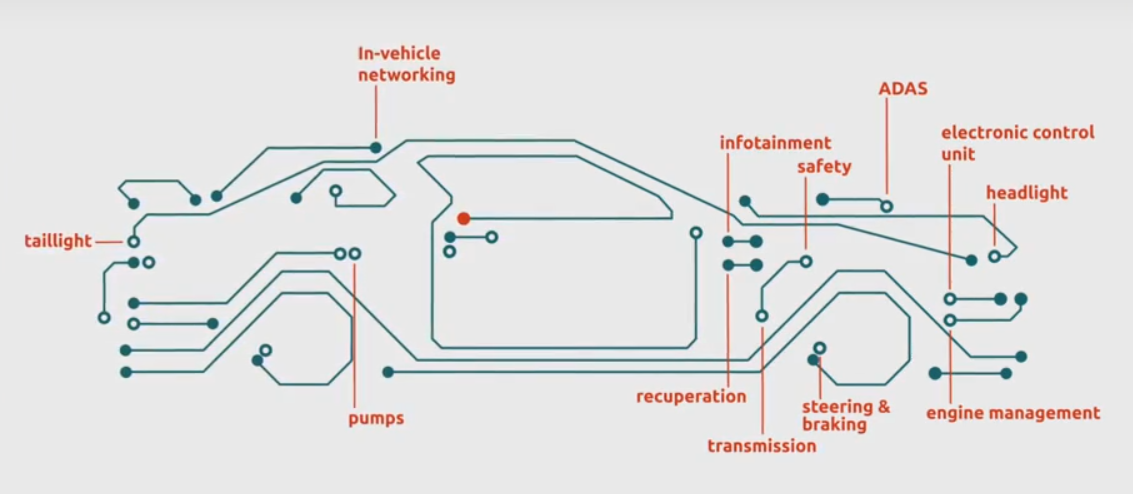 In-vehicle
networking
ADAS
infotainment
electronic control
unit
safety
headlight
taillight
recuperation
steering &
braking
engine management
pumps
transmission